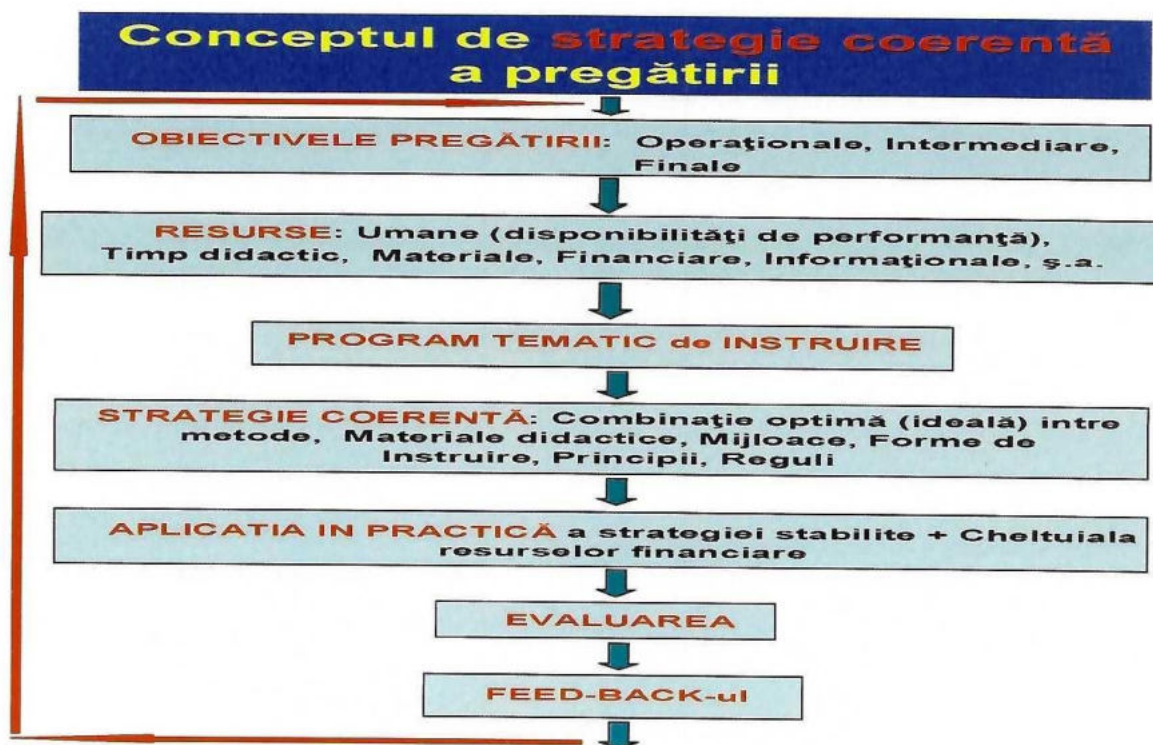 Conceptul de strategie coerentă
a pregătirii
OBIECTIVELE PREGĂTIRII: Operaţionale, Intermediare,
Finale
RESURSE: Umane (disponibilităţi de performanţă),
Timp didactic, Materiale, Financiare, Informaţionale, ş.a.
PROGRAM TEMATIC de INSTRUIRE
STRATEGIE COERENTĂ: Combinaţie optimă (ideală) intre
metode, Materiale didactice, Mijloace, Forme de
Instruire, Principii, Reguli
APLICATIA IN PRACTICĂ a strategiei stabilite + Cheltuiala
resurselor financiare
EVALUAREA
FEED-BACK-ul